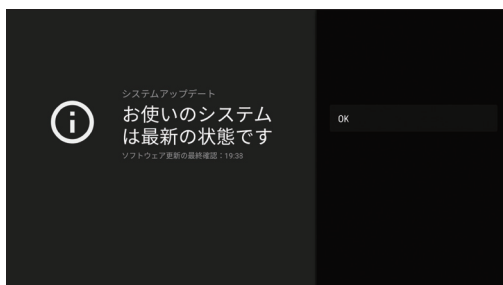 システムアップデート
お使いのシステム
は最新の状態です
ソフトウェア更新の最終確認：19:33
OK